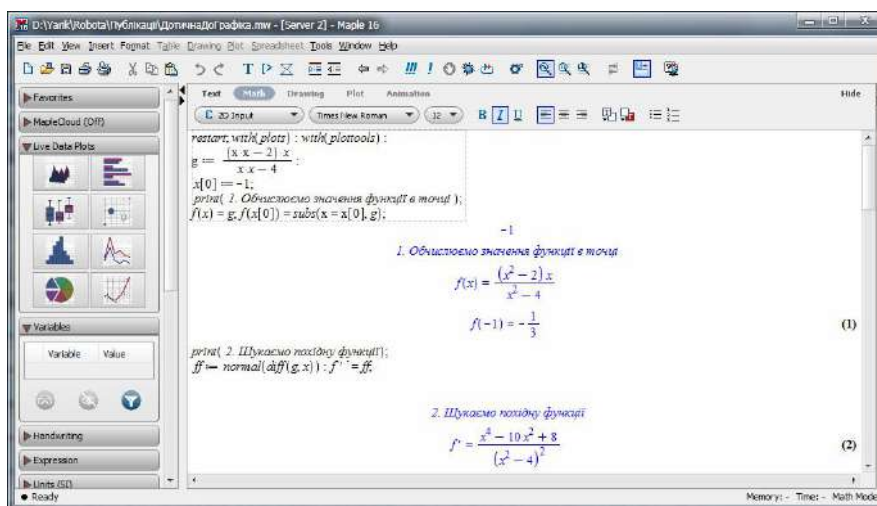 D:\Yarik\Robota\Публікації\ДотичнаДоГрафіка.mw - [Server 2] - Maple 16
File Edit View Insert Format Table Drawing Plot Spreadsheet Tools Window Help
Favorites
MapleCloud (Off)
Live Data Plots
Variables
Variable Value
Handwriting
Expression
Units (SI)
Text Math Drawing Plot Animation Hide
C 2D Input Times New Roman 12 B I U
restart; with(plots) : with(plottools) :
g := (x x − 2) x / x x − 4 :
x[0] := −1;
print( 1. Обчислюємо значення функції в точці );
f(x) = g; f(x[0]) = subs(x = x[0], g);
−1
1. Обчислюємо значення функції в точці
f(x) = (x² − 2) x / x² − 4
f(−1) = − 1/3 (1)
print( 2. Шукаємо похідну функції);
ff := normal(diff(g, x)) : f ' ' = ff;
2. Шукаємо похідну функції
f' = x⁴ − 10 x² + 8 / (x² − 4)² (2)
Ready
Memory: - Time: - Math Mode